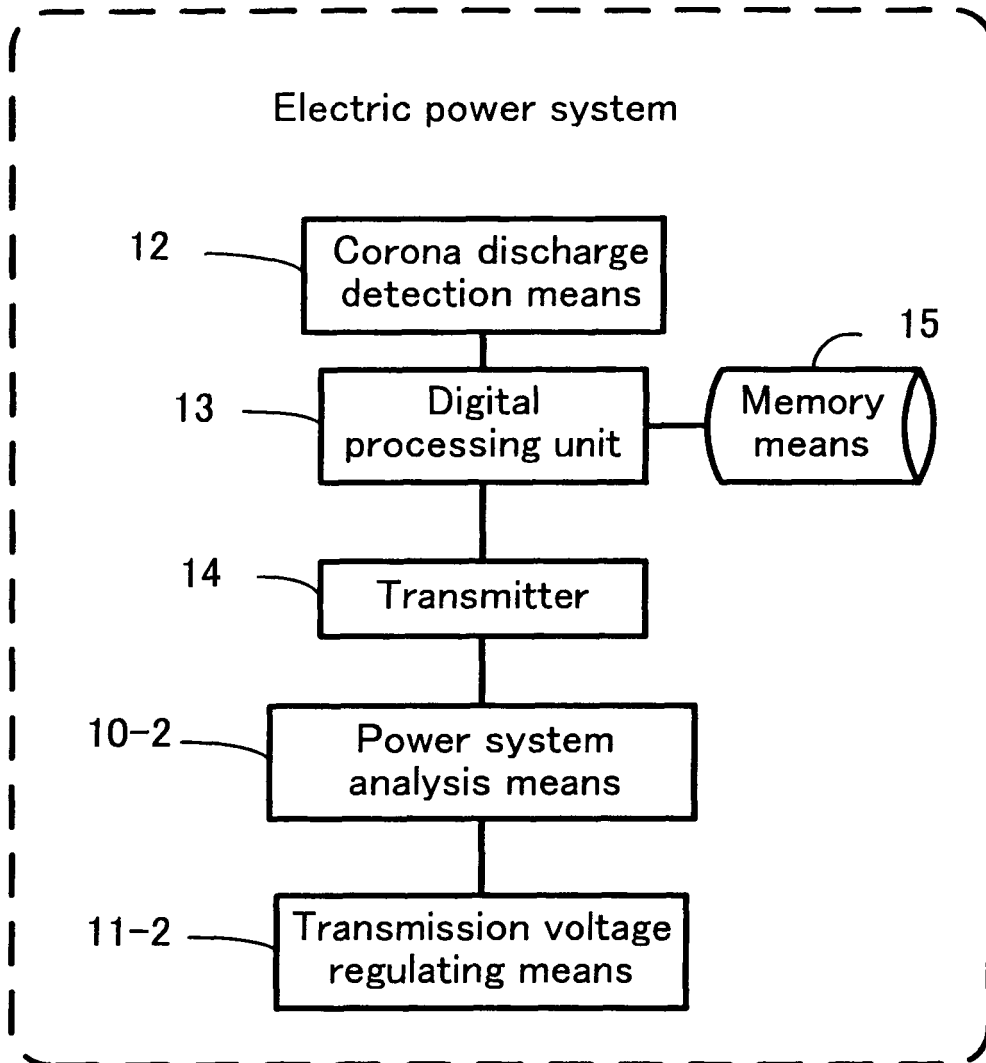 Electric power system
12
Corona discharge
detection means
15
13
Digital
processing unit
Memory
means
14
Transmitter
10-2
Power system
analysis means
11-2
Transmission voltage
regulating means